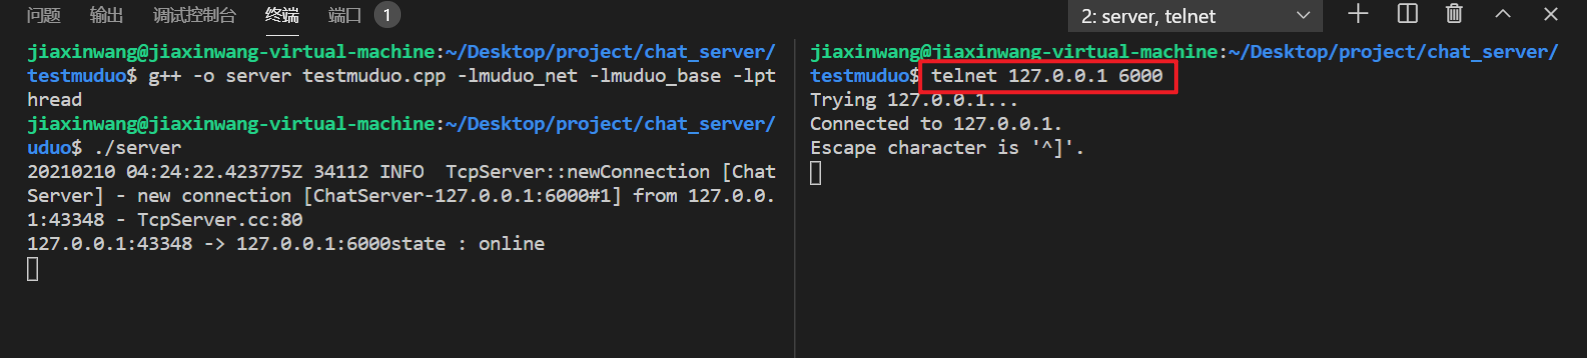 问题 输出 调试控制台 终端 端口 1 2: server, telnet
jiaxinwang@jiaxinwang-virtual-machine:~/Desktop/project/chat_server/
testmuduo$ g++ -o server testmuduo.cpp -lmuduo_net -lmuduo_base -lpt
hread
jiaxinwang@jiaxinwang-virtual-machine:~/Desktop/project/chat_server/
uduo$ ./server
20210210 04:24:22.423775Z 34112 INFO  TcpServer::newConnection [Chat
Server] - new connection [ChatServer-127.0.0.1:6000#1] from 127.0.0.
1:43348 - TcpServer.cc:80
127.0.0.1:43348 -> 127.0.0.1:6000state : online
jiaxinwang@jiaxinwang-virtual-machine:~/Desktop/project/chat_server/
testmuduo$ telnet 127.0.0.1 6000
Trying 127.0.0.1...
Connected to 127.0.0.1.
Escape character is '^]'.